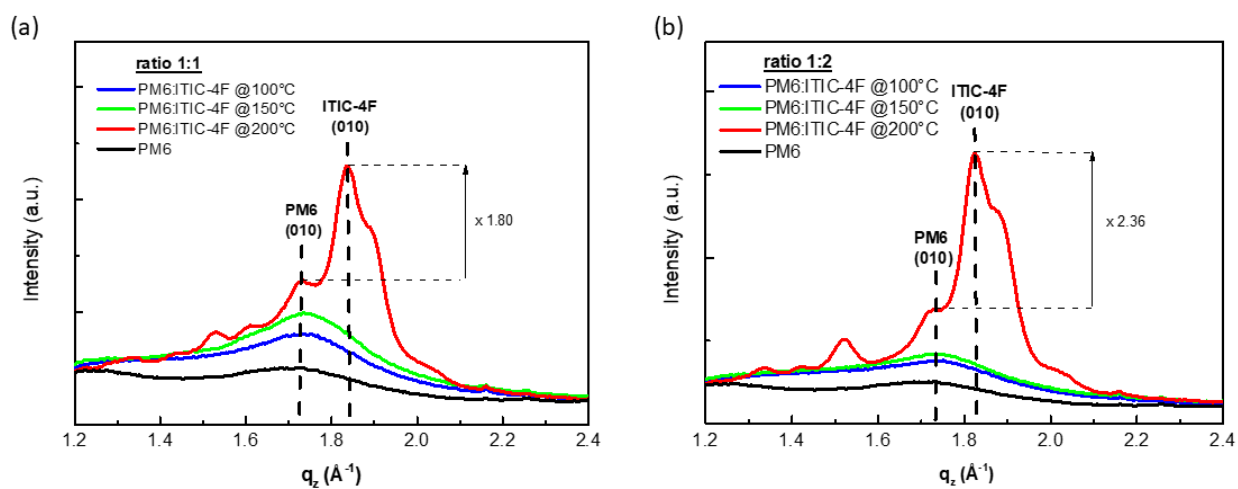 (a)
ratio 1:1
PM6:ITIC-4F @100°C
PM6:ITIC-4F @150°C
PM6:ITIC-4F @200°C
PM6
ITIC-4F
(010)
PM6
(010)
x 1.80
Intensity (a.u.)
1.2 1.4 1.6 1.8 2.0 2.2 2.4
qz (Å-1)
(b)
ratio 1:2
PM6:ITIC-4F @100°C
PM6:ITIC-4F @150°C
PM6:ITIC-4F @200°C
PM6
ITIC-4F
(010)
PM6
(010)
x 2.36
Intensity (a.u.)
1.2 1.4 1.6 1.8 2.0 2.2 2.4
qz (Å-1)